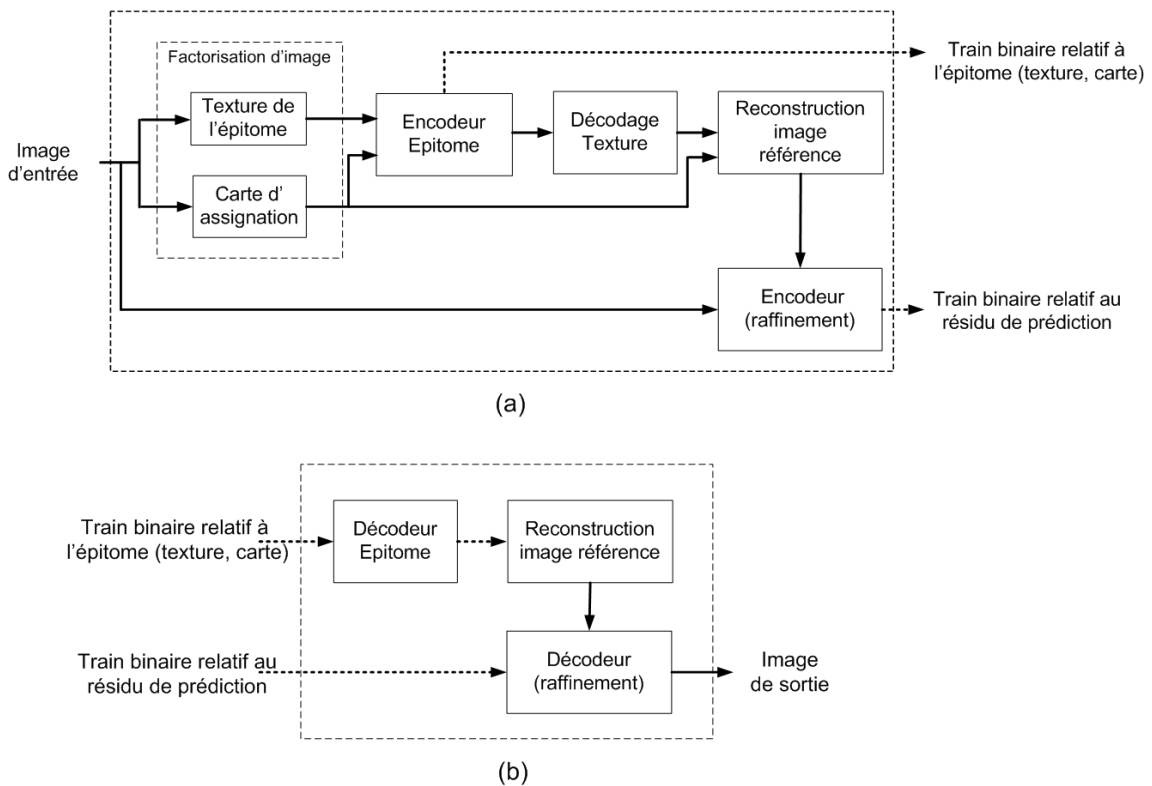 Factorisation d'image
Texture de
l'épitome
Carte d'
assignation
Image
d'entrée
Encodeur
Epitome
Décodage
Texture
Reconstruction
image
référence
Train binaire relatif à
l'épitome (texture, carte)
Encodeur
(raffinement)
Train binaire relatif au
résidu de prédiction
(a)
Train binaire relatif à
l'épitome (texture, carte)
Décodeur
Epitome
Reconstruction
image référence
Train binaire relatif au
résidu de prédiction
Décodeur
(raffinement)
Image
de sortie
(b)